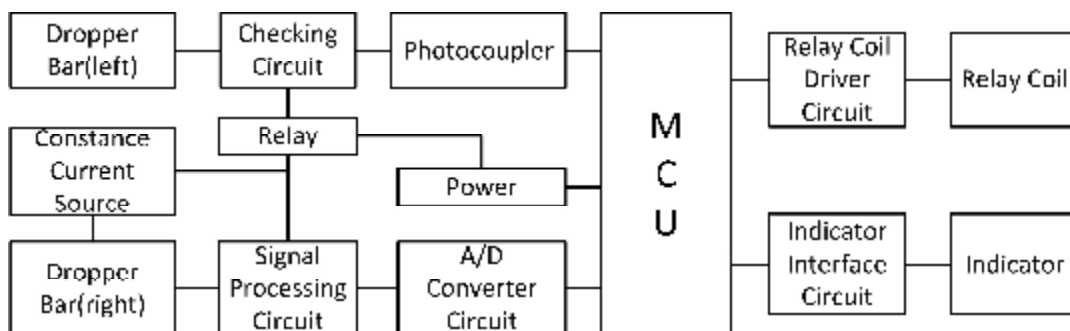 Dropper
Bar(left)
Checking
Circuit
Photocoupler
Relay
Constance
Current
Source
Power
Dropper
Bar(right)
Signal
Processing
Circuit
A/D
Converter
Circuit
M
C
U
Relay Coil
Driver
Circuit
Relay Coil
Indicator
Interface
Circuit
Indicator